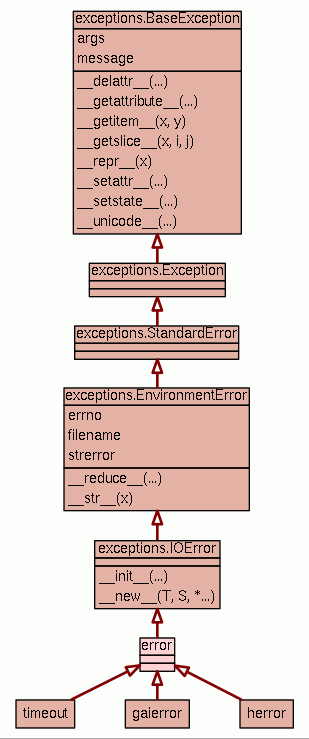 exceptions.BaseException
args
message
__delattr__(...)
__getattribute__(...)
__getitem__(x, y)
__getslice__(x, i, j)
__repr__(x)
__setattr__(...)
__setstate__(...)
__unicode__(...)
exceptions.Exception
exceptions.StandardError
exceptions.EnvironmentError
errno
filename
strerror
__reduce__(...)
__str__(x)
exceptions.IOError
__init__(...)
__new__(T, S, *...)
error
timeout
gaierror
herror